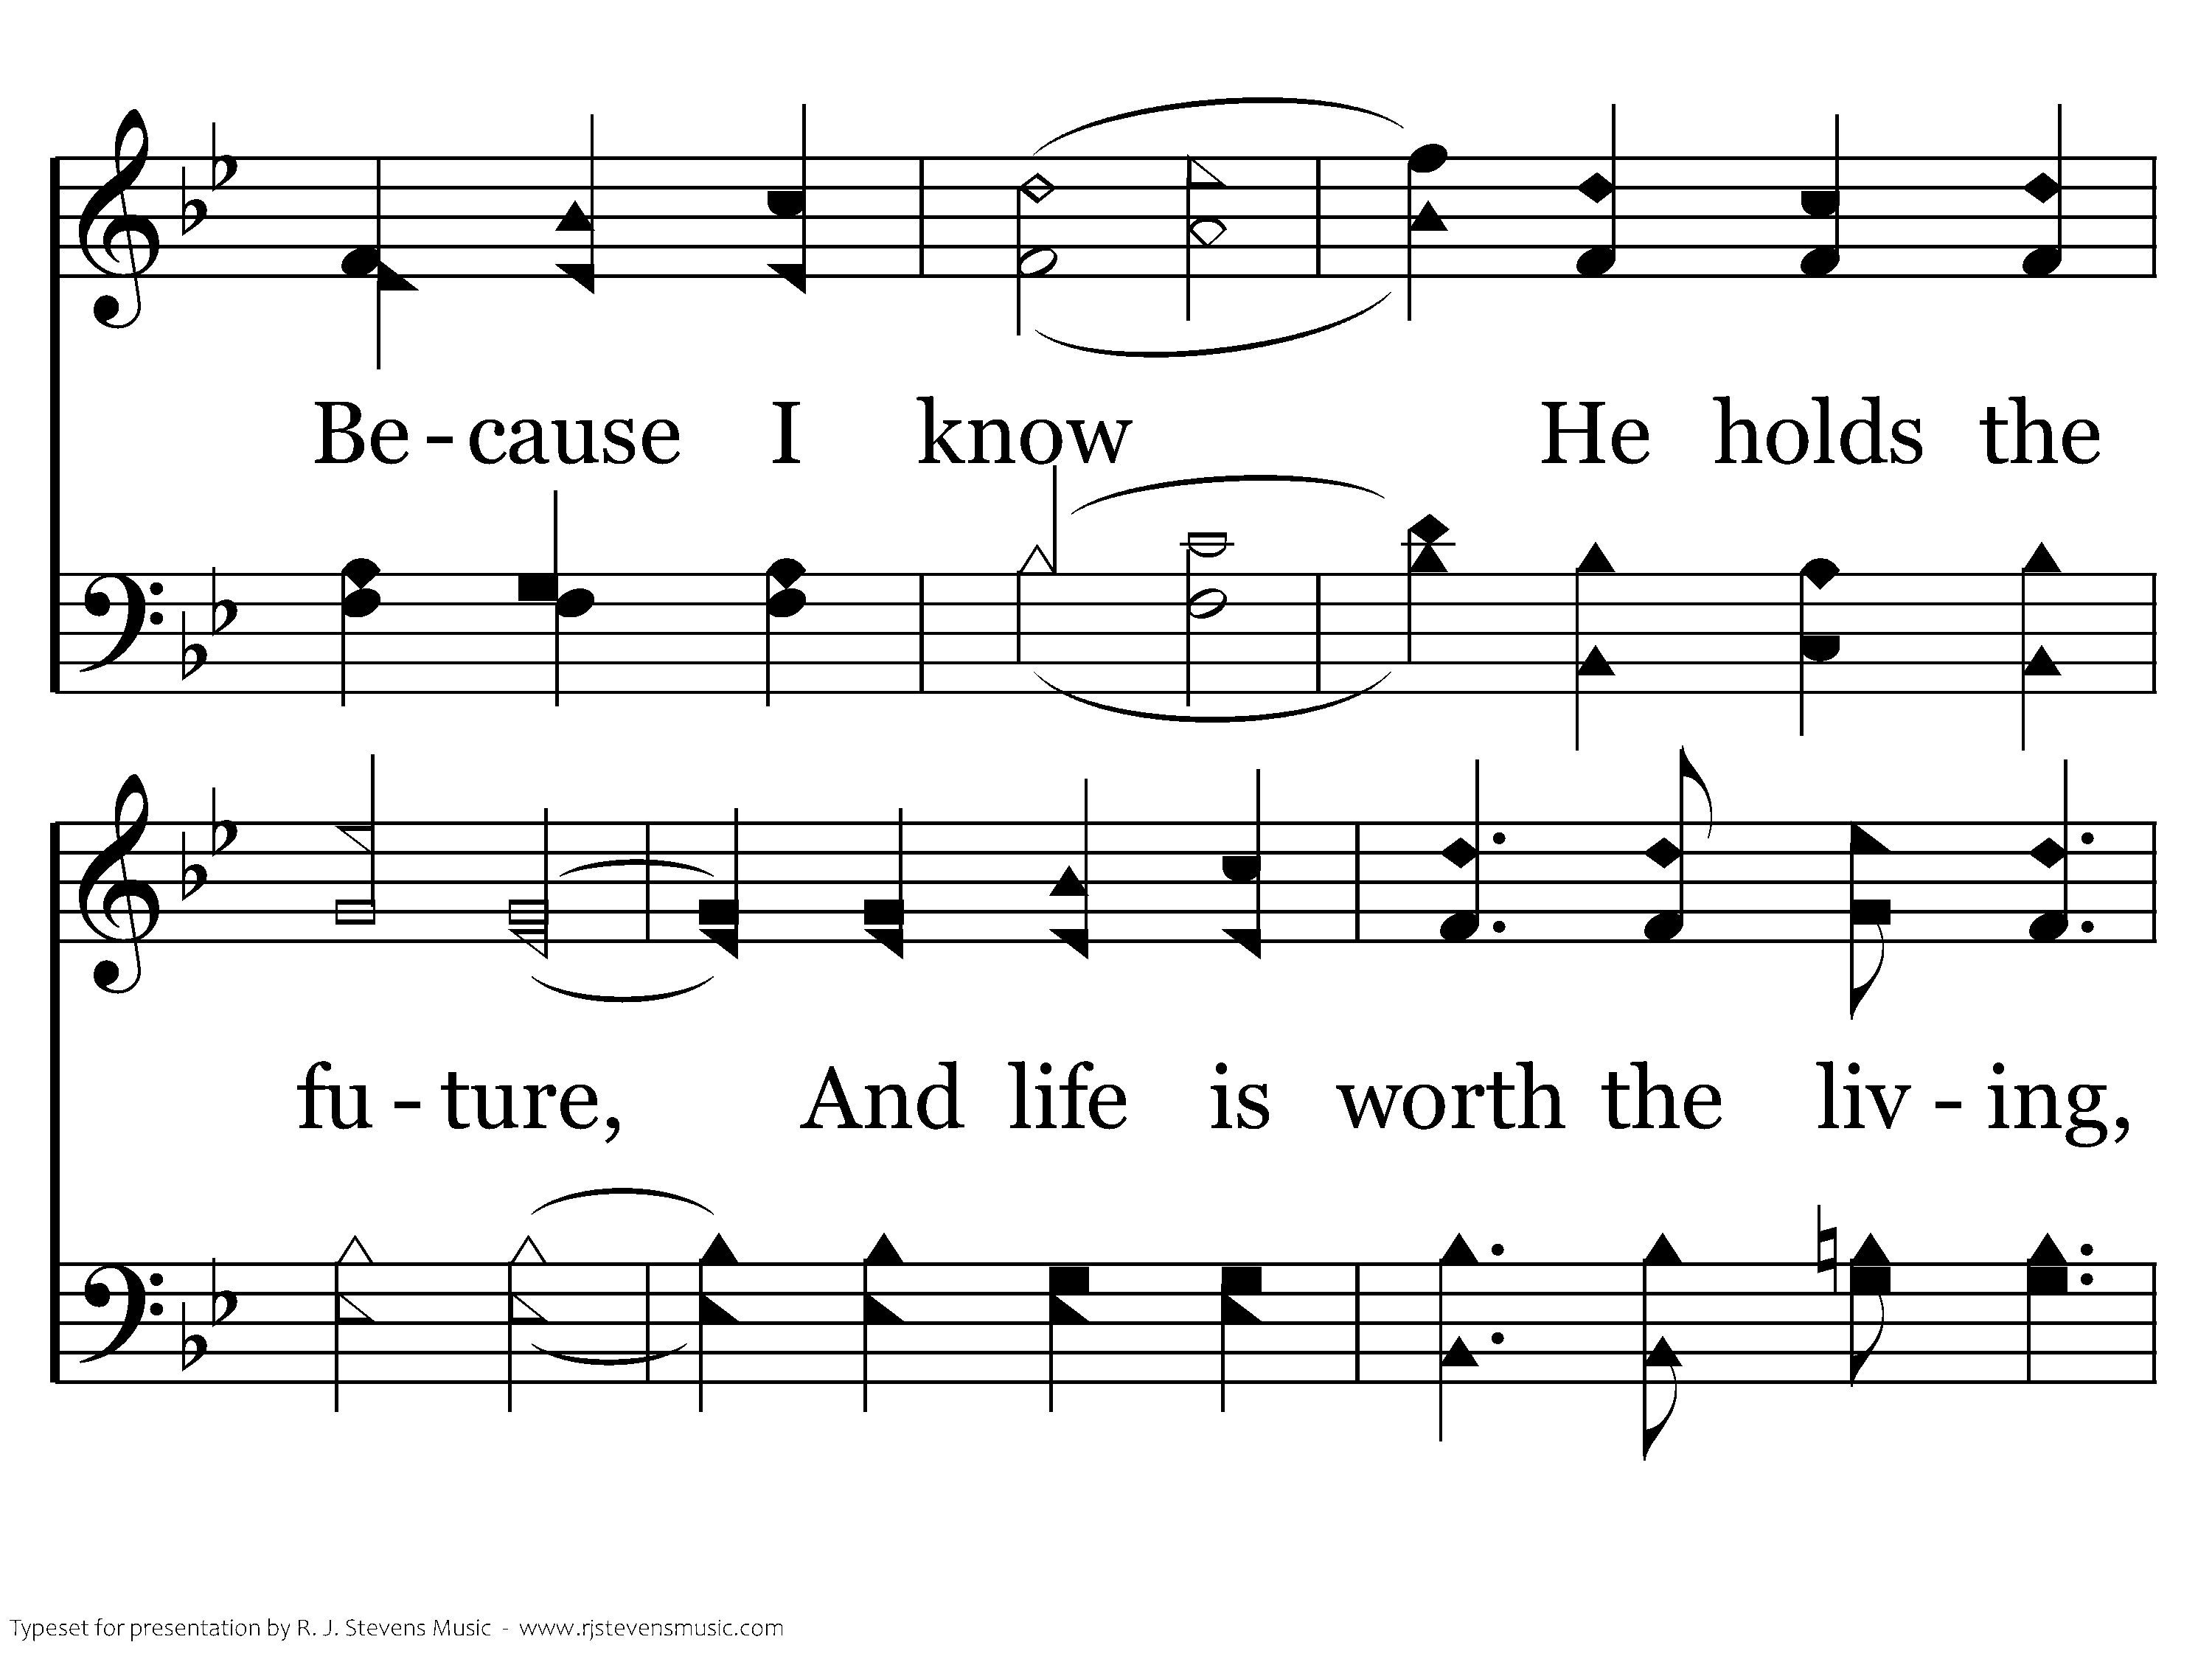 Be - cause I know He holds the
fu - ture, And life is worth the liv - ing,
Typeset for presentation by R. J. Stevens Music - www.rjstevensmusic.com